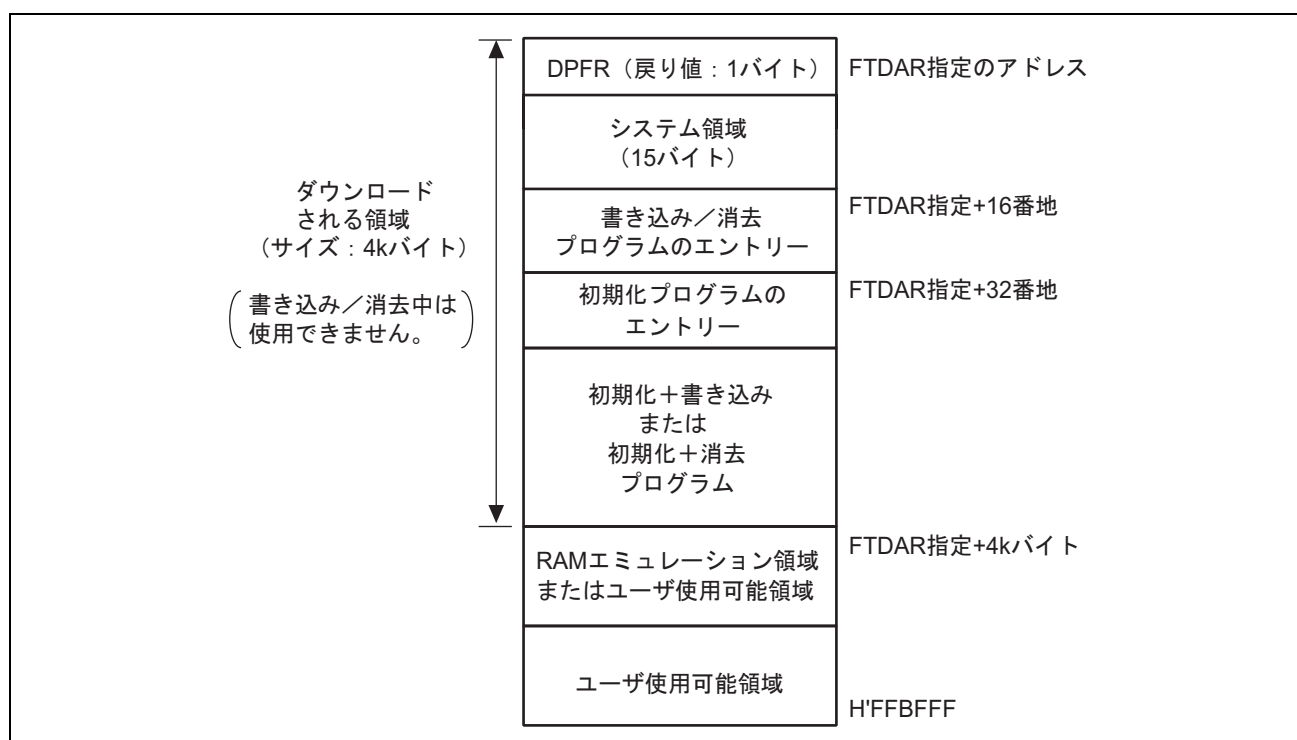 DPFR（戻り値：1バイト）
FTDAR指定のアドレス
システム領域
（15バイト）
ダウンロード
される領域
（サイズ：4kバイト）
書き込み／消去中は
使用できません。
書き込み／消去
プログラムのエントリー
FTDAR指定+16番地
初期化プログラムの
エントリー
FTDAR指定+32番地
初期化＋書き込み
または
初期化＋消去
プログラム
RAMエミュレーション領域
またはユーザ使用可能領域
FTDAR指定+4kバイト
ユーザ使用可能領域
H'FFBFFF